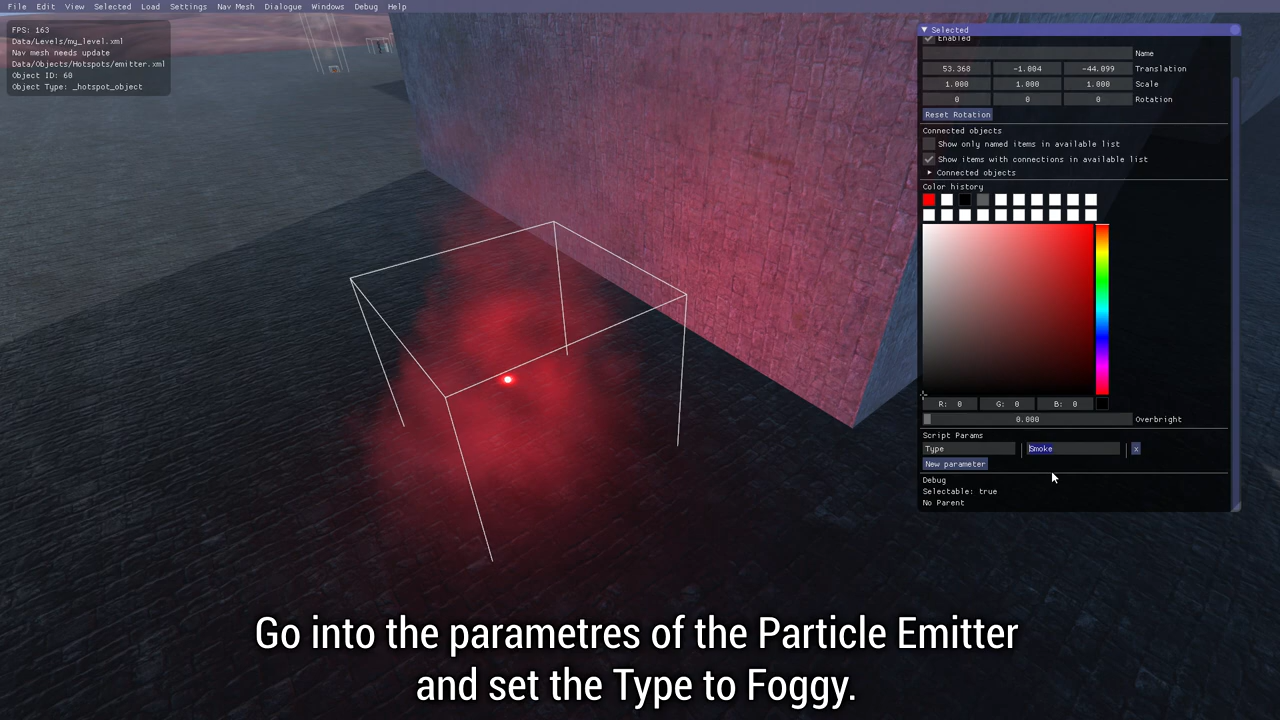 File Edit View Selected Load Settings Nav Mesh Dialogue Windows Debug Help
FPS: 163
Data/Levels/my_level.xml
Nav mesh needs update
Data/Objects/Hotspots/emitter.xml
Object ID: 60
Object Type: _hotspot_object
Selected
Enabled
Name
53.368 -1.004 -44.099 Translation
1.000 1.000 1.000 Scale
0 0 0 Rotation
Reset Rotation
Connected objects
Show only named items in available list
Show items with connections in available list
Connected objects
Color history
R: 0 G: 0 B: 0
0.000 Overbright
Script Params
Type Smoke x
New parameter
Debug
Selectable: true
No Parent
Go into the parametres of the Particle Emitter
and set the Type to Foggy.